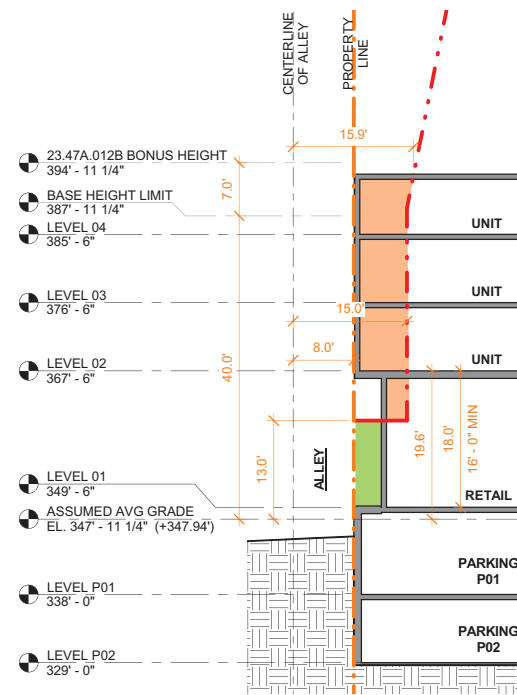 CENTERLINE
OF ALLEY
PROPERTY
LINE
15.9'
23.47A.012B BONUS HEIGHT
394' - 11 1/4"
7.0'
BASE HEIGHT LIMIT
387' - 11 1/4"
UNIT
LEVEL 04
385' - 6"
LEVEL 03
376' - 6"
UNIT
15.0'
8.0'
40.0'
LEVEL 02
367' - 6"
UNIT
13.0'
ALLEY
19.6'
18.0'
16' - 0" MIN
LEVEL 01
349' - 6"
RETAIL
ASSUMED AVG GRADE
EL. 347' - 11 1/4" (+347.94')
PARKING
P01
LEVEL P01
338' - 0"
PARKING
P02
LEVEL P02
329' - 0"